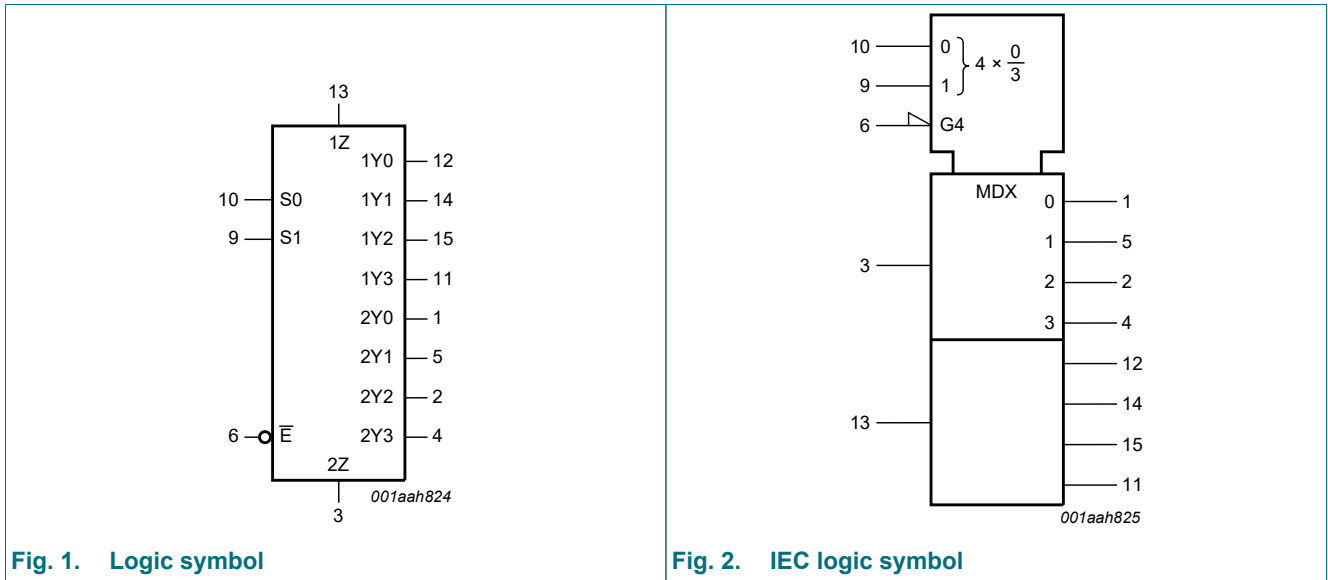 13
1Z
1Y0 12
10 S0 1Y1 14
9 S1 1Y2 15
1Y3 11
2Y0 1
2Y1 5
2Y2 2
6 E̅ 2Y3 4
2Z
001aah824
3
Fig. 1. Logic symbol
10 0 4 × 0/3
9 1
6 G4
MDX
0 1
1 5
3
2 2
3 4
12
14
13
15
11
001aah825
Fig. 2. IEC logic symbol